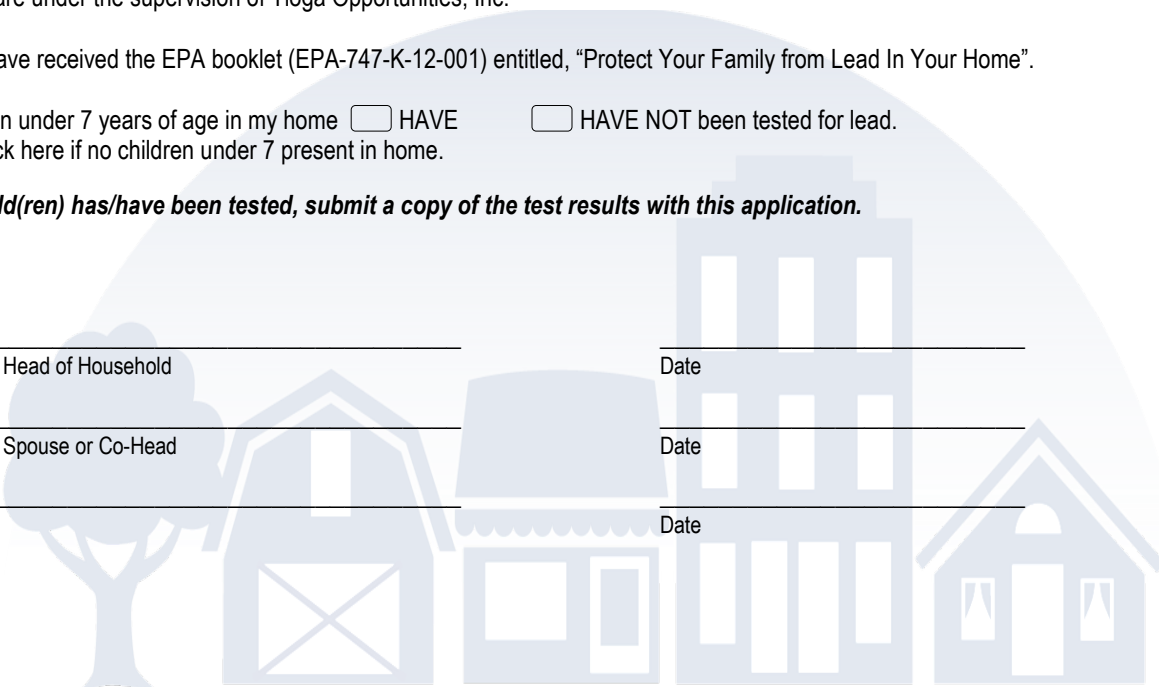 are under the supervision of Tioga Opportunities, Inc.
ave received the EPA booklet (EPA-747-K-12-001) entitled, “Protect Your Family from Lead In Your Home”.
n under 7 years of age in my home HAVE HAVE NOT been tested for lead.
ck here if no children under 7 present in home.
ld(ren) has/have been tested, submit a copy of the test results with this application.
Head of Household Date
Spouse or Co-Head Date
Date